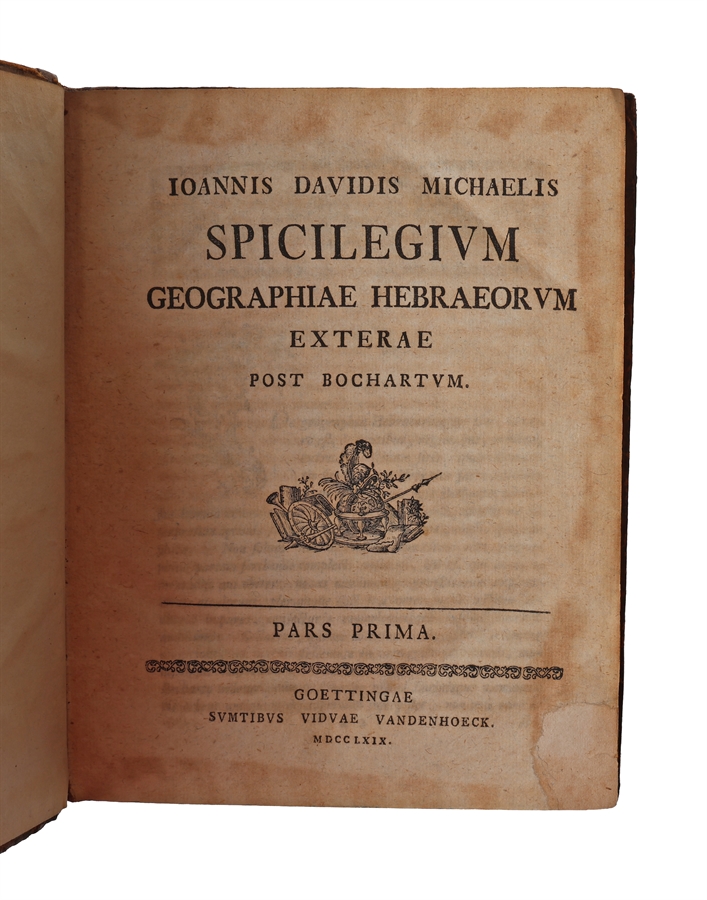 IOANNIS DAVIDIS MICHAELIS
SPICILEGIVM
GEOGRAPHIAE HEBRAEORVM
EXTERAE
POST BOCHARTVM.
PARS PRIMA.
GOETTINGAE
SVMTIBVS VIDVAE VANDENHOECK.
MDCCLXIX.